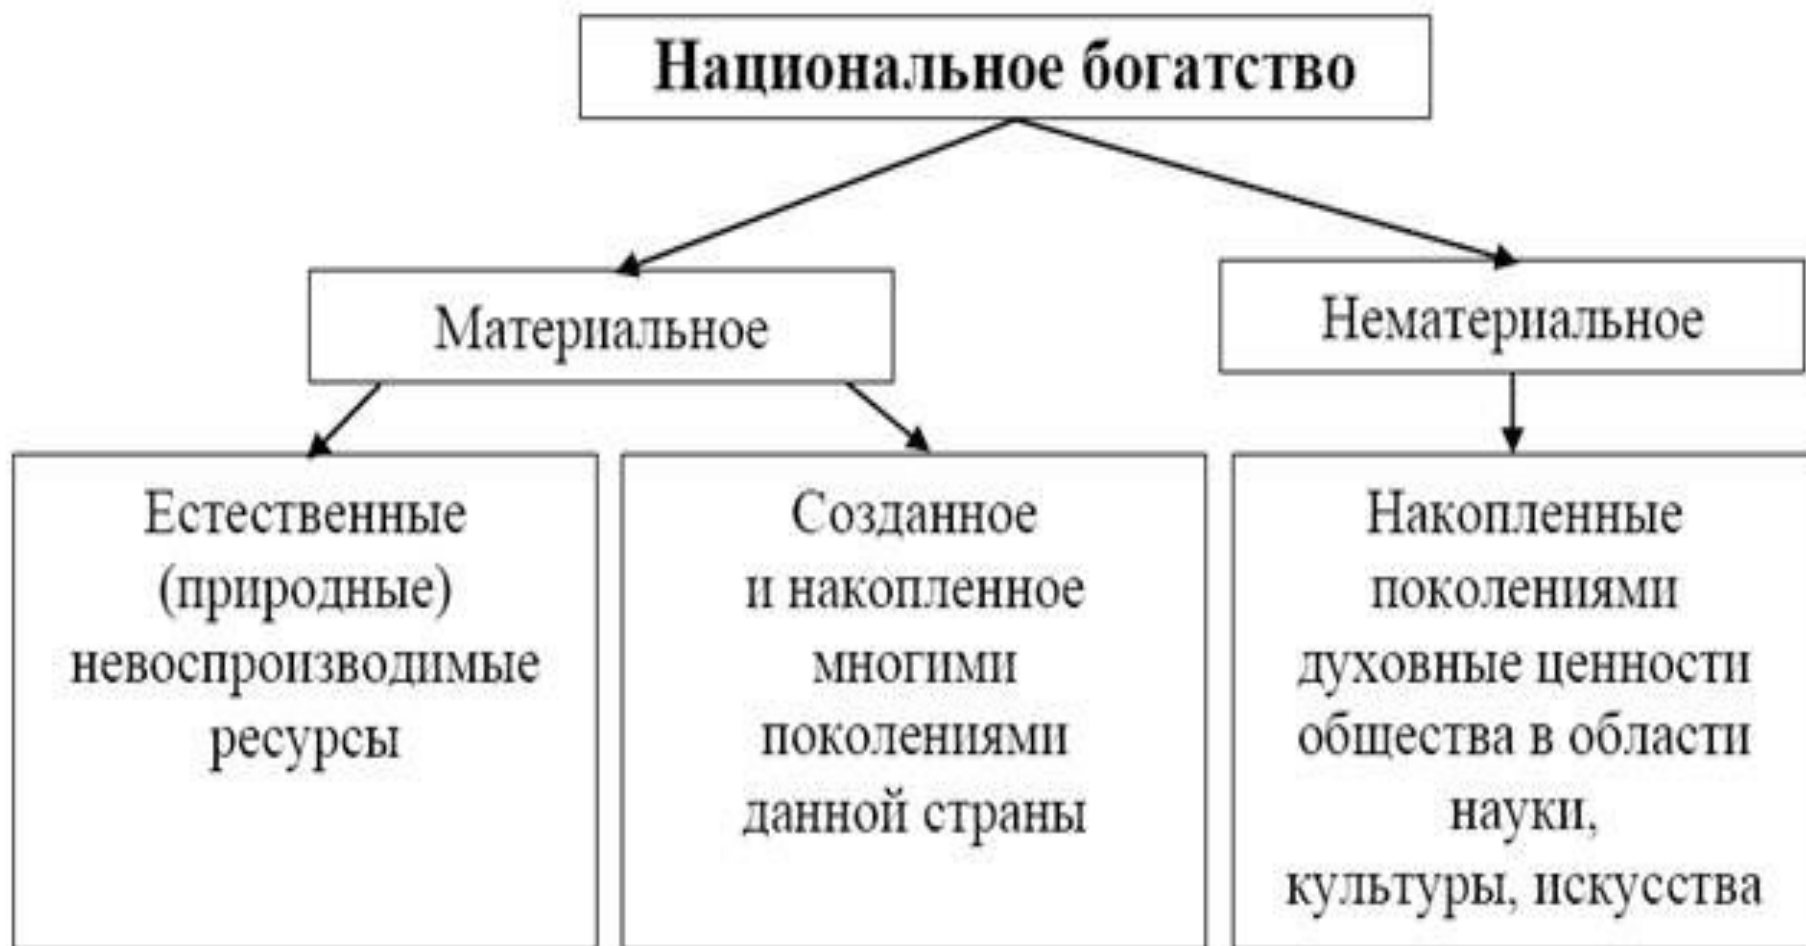 Национальное богатство
Материальное
Нематериальное
Естественные
(природные)
невоспроизводимые
ресурсы
Созданное
и накопленное
многими
поколениями
данной страны
Накопленные
поколениями
духовные ценности
общества в области
науки,
культуры, искусства